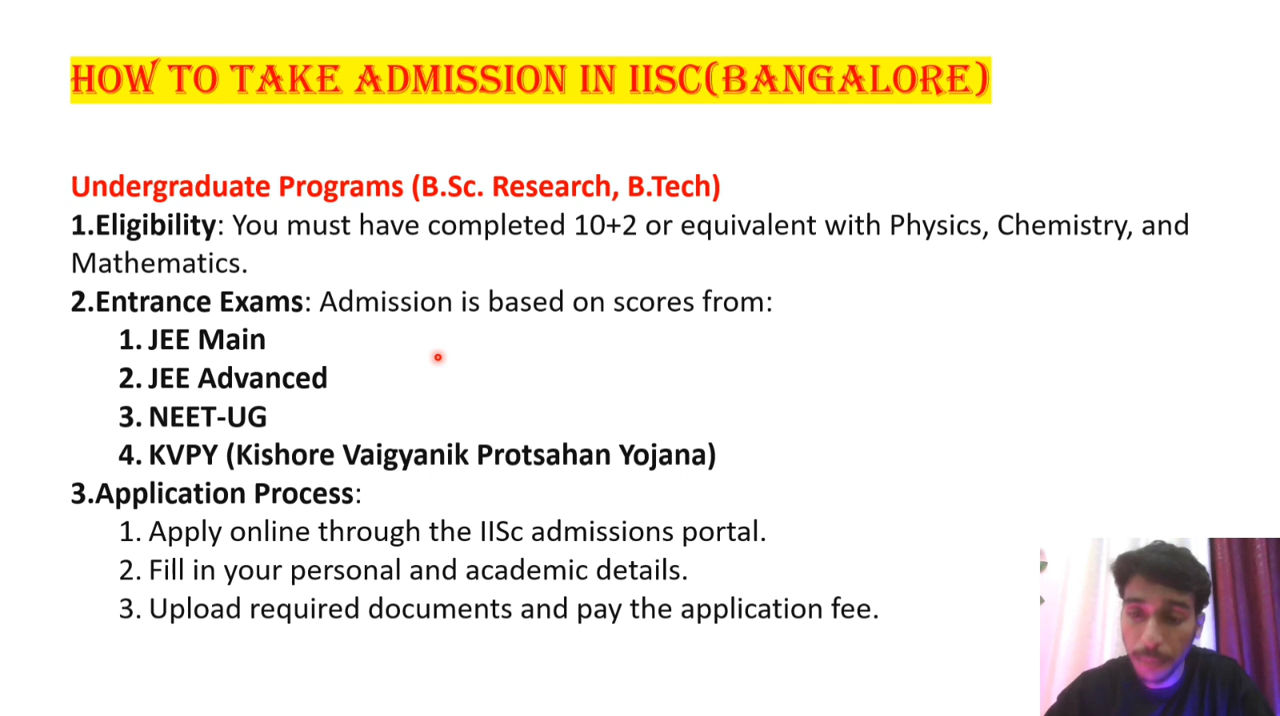 HOW TO TAKE ADMISSION IN IISC(BANGALORE)
Undergraduate Programs (B.Sc. Research, B.Tech)
1.Eligibility: You must have completed 10+2 or equivalent with Physics, Chemistry, and
Mathematics.
2.Entrance Exams: Admission is based on scores from:
1. JEE Main
2. JEE Advanced
3. NEET-UG
4. KVPY (Kishore Vaigyanik Protsahan Yojana)
3.Application Process:
1. Apply online through the IISc admissions portal.
2. Fill in your personal and academic details.
3. Upload required documents and pay the application fee.